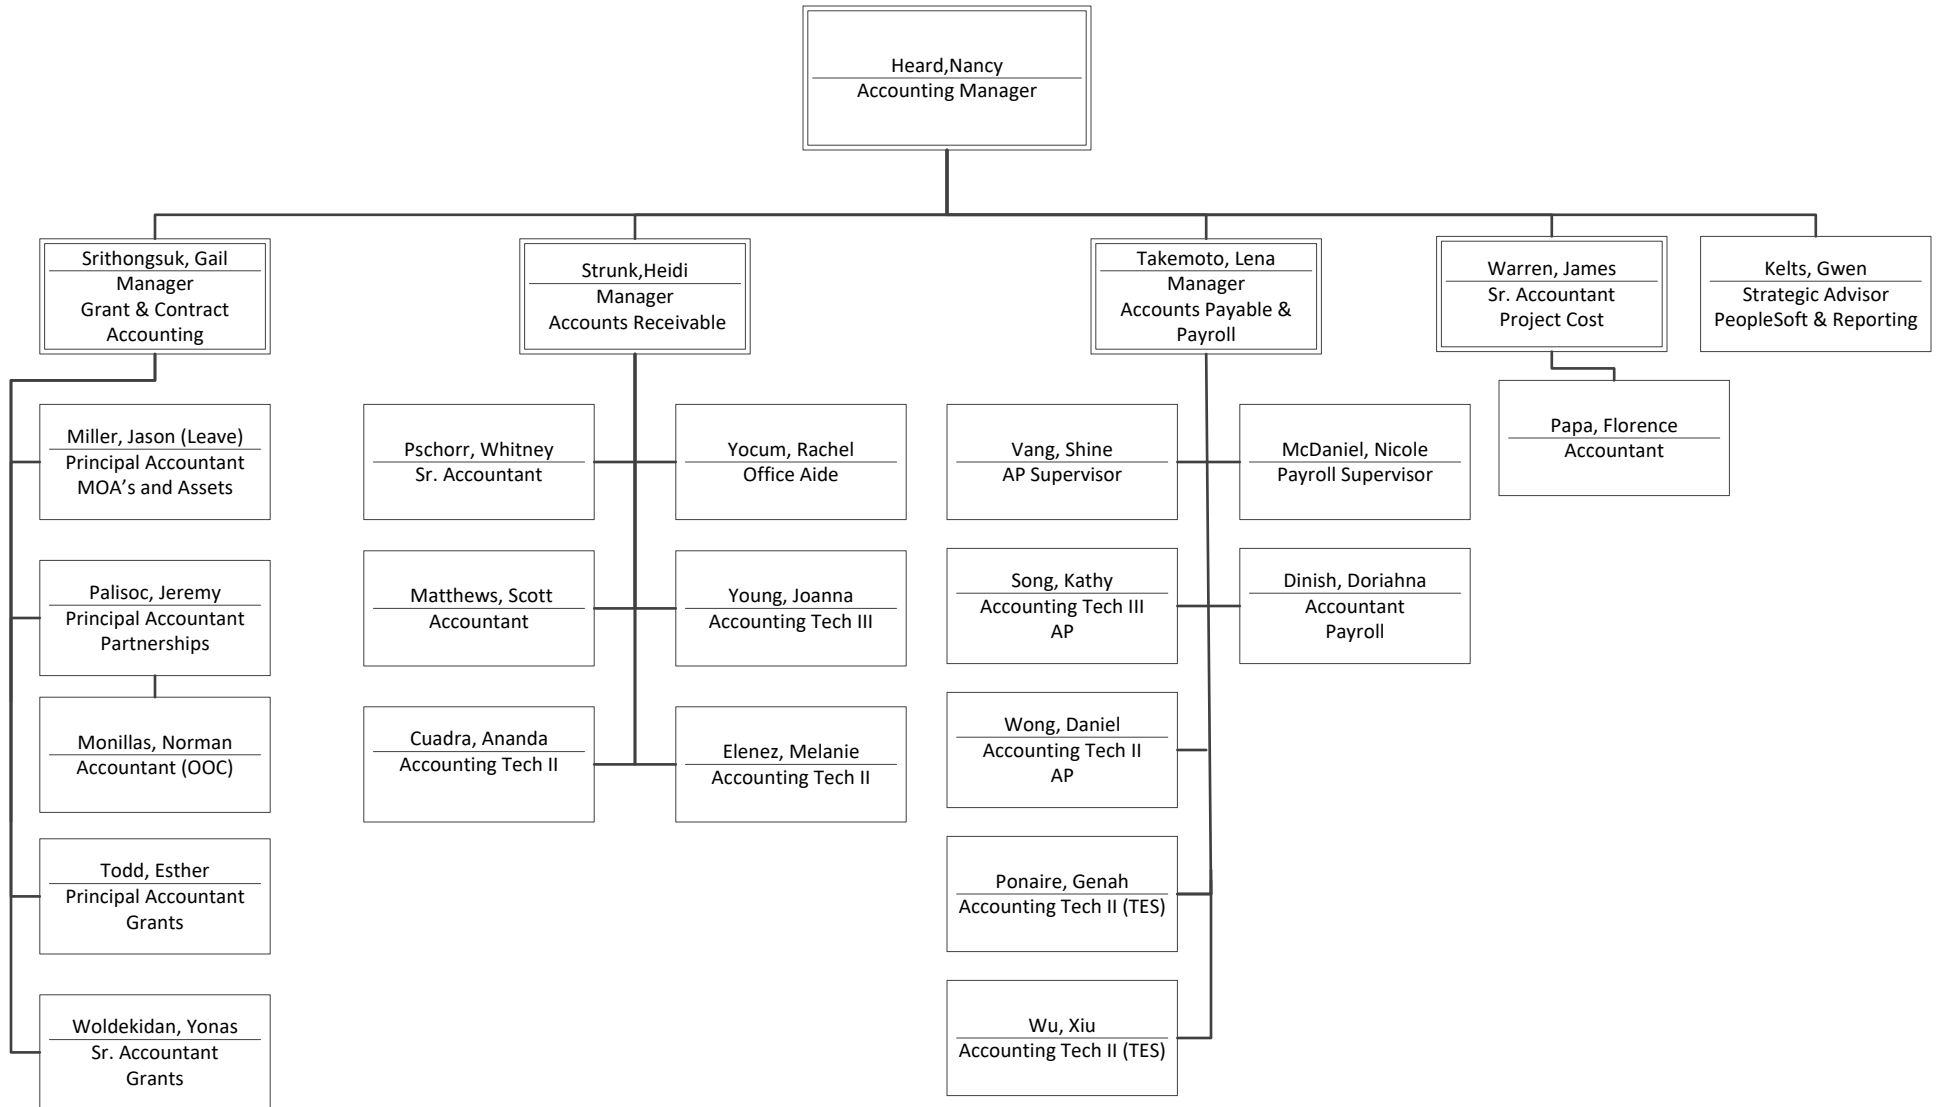 Heard,Nancy
Accounting Manager
Srithongsuk, Gail
Manager
Grant & Contract
Accounting
Strunk,Heidi
Manager
Accounts Receivable
Takemoto, Lena
Manager
Accounts Payable &
Payroll
Warren, James
Sr. Accountant
Project Cost
Kelts, Gwen
Strategic Advisor
PeopleSoft & Reporting
Miller, Jason (Leave)
Principal Accountant
MOA’s and Assets
Palisoc, Jeremy
Principal Accountant
Partnerships
Monillas, Norman
Accountant (OOC)
Todd, Esther
Principal Accountant
Grants
Woldekidan, Yonas
Sr. Accountant
Grants
Pschorr, Whitney
Sr. Accountant
Yocum, Rachel
Office Aide
Matthews, Scott
Accountant
Young, Joanna
Accounting Tech III
Cuadra, Ananda
Accounting Tech II
Elenez, Melanie
Accounting Tech II
Vang, Shine
AP Supervisor
McDaniel, Nicole
Payroll Supervisor
Song, Kathy
Accounting Tech III
AP
Dinish, Doriahna
Accountant
Payroll
Wong, Daniel
Accounting Tech II
AP
Ponaire, Genah
Accounting Tech II (TES)
Wu, Xiu
Accounting Tech II (TES)
Papa, Florence
Accountant